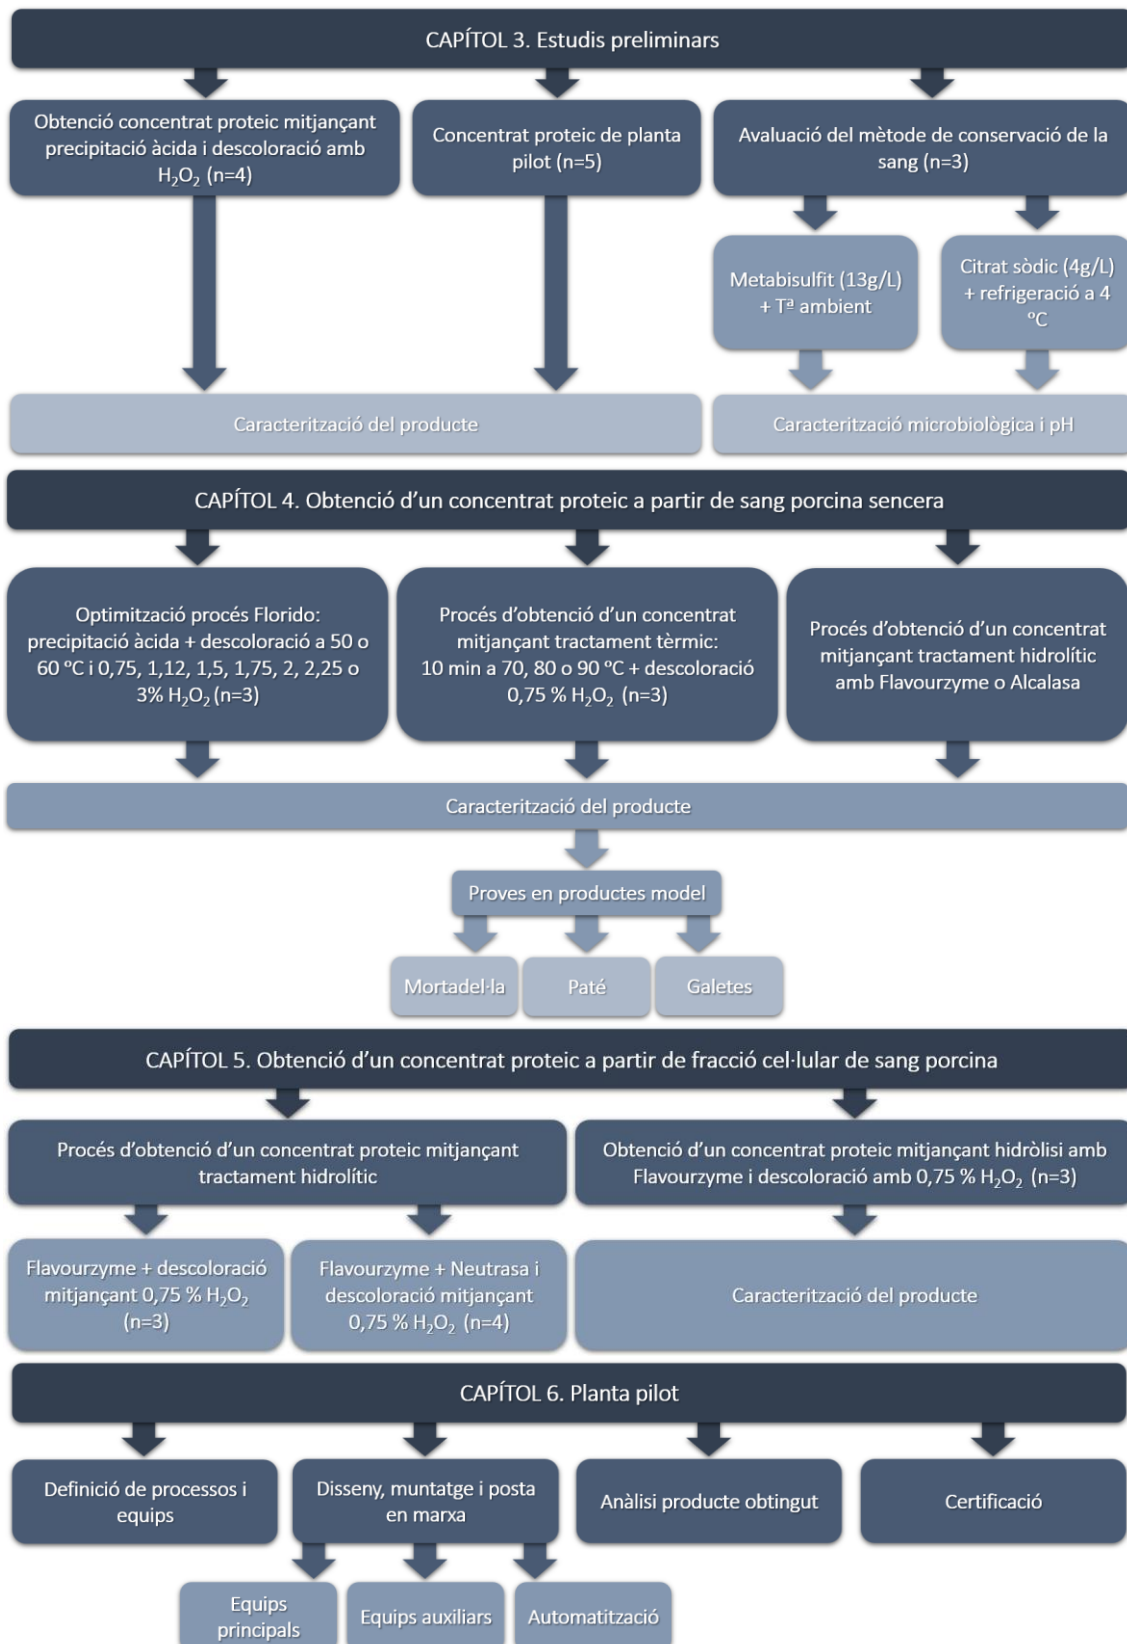 CAPÍTOL 3. Estudis preliminars
Obtenció concentrat proteic mitjançant
precipitació àcida i descoloració amb
H₂O₂ (n=4)
Concentrat proteic de planta
pilot (n=5)
Avaluació del mètode de conservació de la
sang (n=3)
Metabisulfit (13g/L)
+ Tª ambient
Citrat sòdic (4g/L)
+ refrigeració a 4
ºC
Caracterització del producte
Caracterització microbiològica i pH
CAPÍTOL 4. Obtenció d’un concentrat proteic a partir de sang porcina sencera
Optimització procés Florido:
precipitació àcida + descoloració a 50 o
60 ºC i 0,75, 1,12, 1,5, 1,75, 2, 2,25 o
3% H₂O₂ (n=3)
Procés d’obtenció d’un concentrat
mitjançant tractament tèrmic:
10 min a 70, 80 o 90 ºC + descoloració
0,75 % H₂O₂ (n=3)
Procés d’obtenció d’un concentrat
mitjançant tractament hidrolític
amb Flavourzyme o Alcalasa
Caracterització del producte
Proves en productes model
Mortadel·la
Paté
Galetes
CAPÍTOL 5. Obtenció d’un concentrat proteic a partir de fracció cel·lular de sang porcina
Procés d’obtenció d’un concentrat proteic mitjançant
tractament hidrolític
Obtenció d’un concentrat proteic mitjançant hidròlisi amb
Flavourzyme i descoloració amb 0,75 % H₂O₂ (n=3)
Flavourzyme + descoloració
mitjançant 0,75 % H₂O₂
(n=3)
Flavourzyme + Neutrasa i
descoloració mitjançant
0,75 % H₂O₂ (n=4)
Caracterització del producte
CAPÍTOL 6. Planta pilot
Definició de processos i
equips
Disseny, muntatge i posta
en marxa
Anàlisi producte obtingut
Certificació
Equips
principals
Equips auxiliars
Automatització